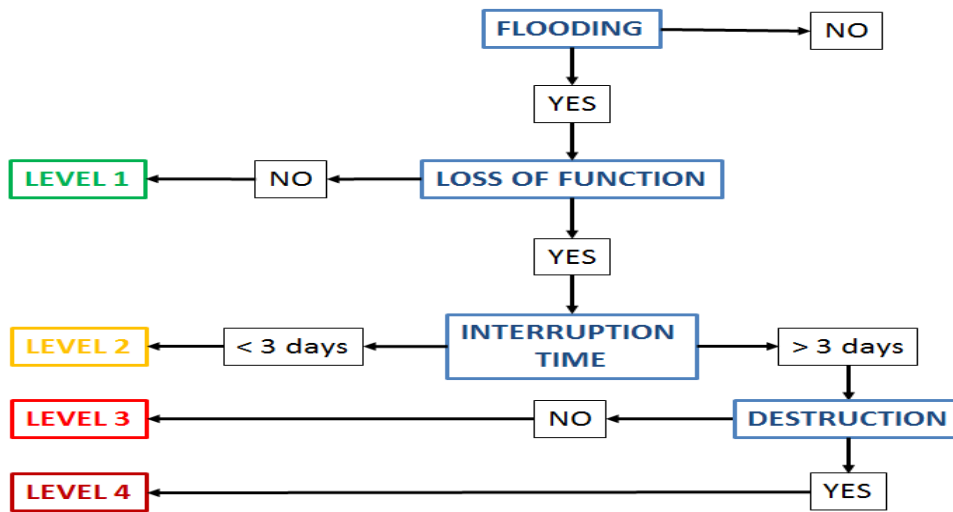 FLOODING
NO
YES
LEVEL 1
NO
LOSS OF FUNCTION
YES
LEVEL 2
< 3 days
INTERRUPTION
TIME
> 3 days
LEVEL 3
NO
DESTRUCTION
LEVEL 4
YES